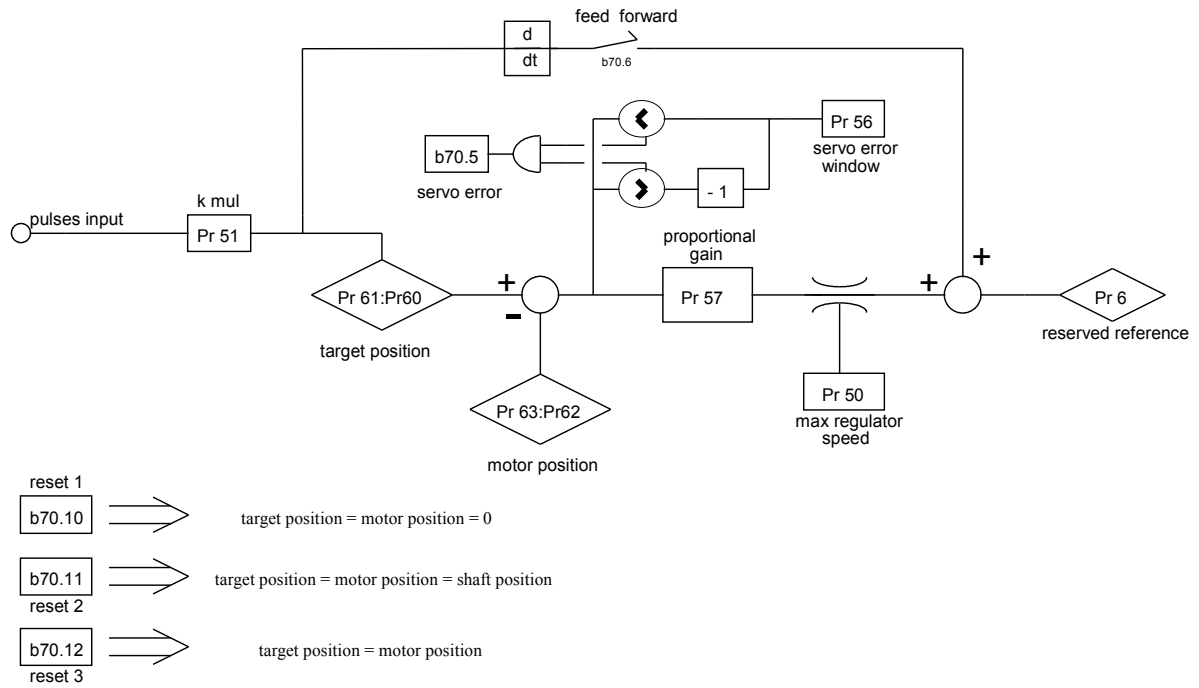 feed forward
d
dt
b70.6
Pr 56
servo error
window
b70.5
servo error
- 1
k mul
pulses input
Pr 51
proportional
gain
Pr 57
+
-
+
+
Pr 61:Pr60
target position
Pr 6
reserved reference
Pr 50
max regulator
speed
Pr 63:Pr62
motor position
reset 1
b70.10
target position = motor position = 0
b70.11
target position = motor position = shaft position
reset 2
b70.12
target position = motor position
reset 3